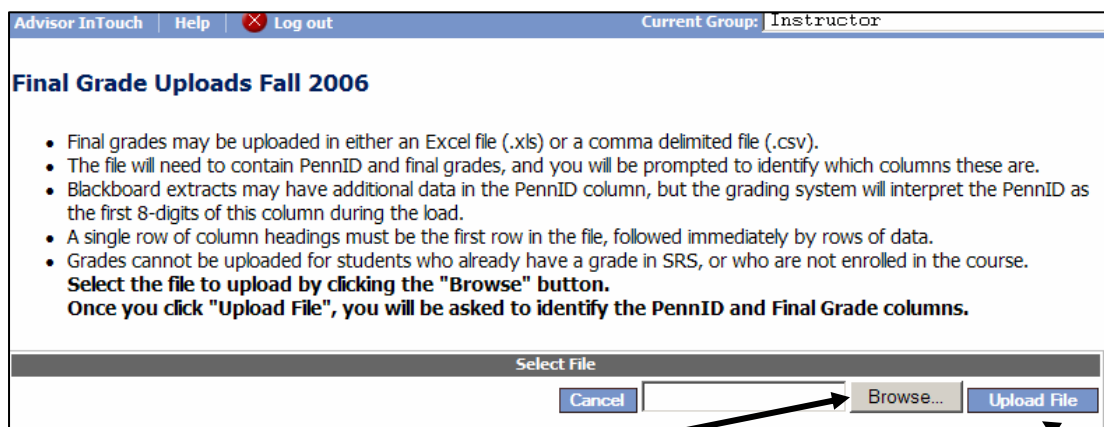 Advisor InTouch | Help | Log out Current Group: Instructor
Final Grade Uploads Fall 2006
• Final grades may be uploaded in either an Excel file (.xls) or a comma delimited file (.csv).
• The file will need to contain PennID and final grades, and you will be prompted to identify which columns these are.
• Blackboard extracts may have additional data in the PennID column, but the grading system will interpret the PennID as
the first 8-digits of this column during the load.
• A single row of column headings must be the first row in the file, followed immediately by rows of data.
• Grades cannot be uploaded for students who already have a grade in SRS, or who are not enrolled in the course.
Select the file to upload by clicking the "Browse" button.
Once you click "Upload File", you will be asked to identify the PennID and Final Grade columns.
Select File
Cancel Browse... Upload File